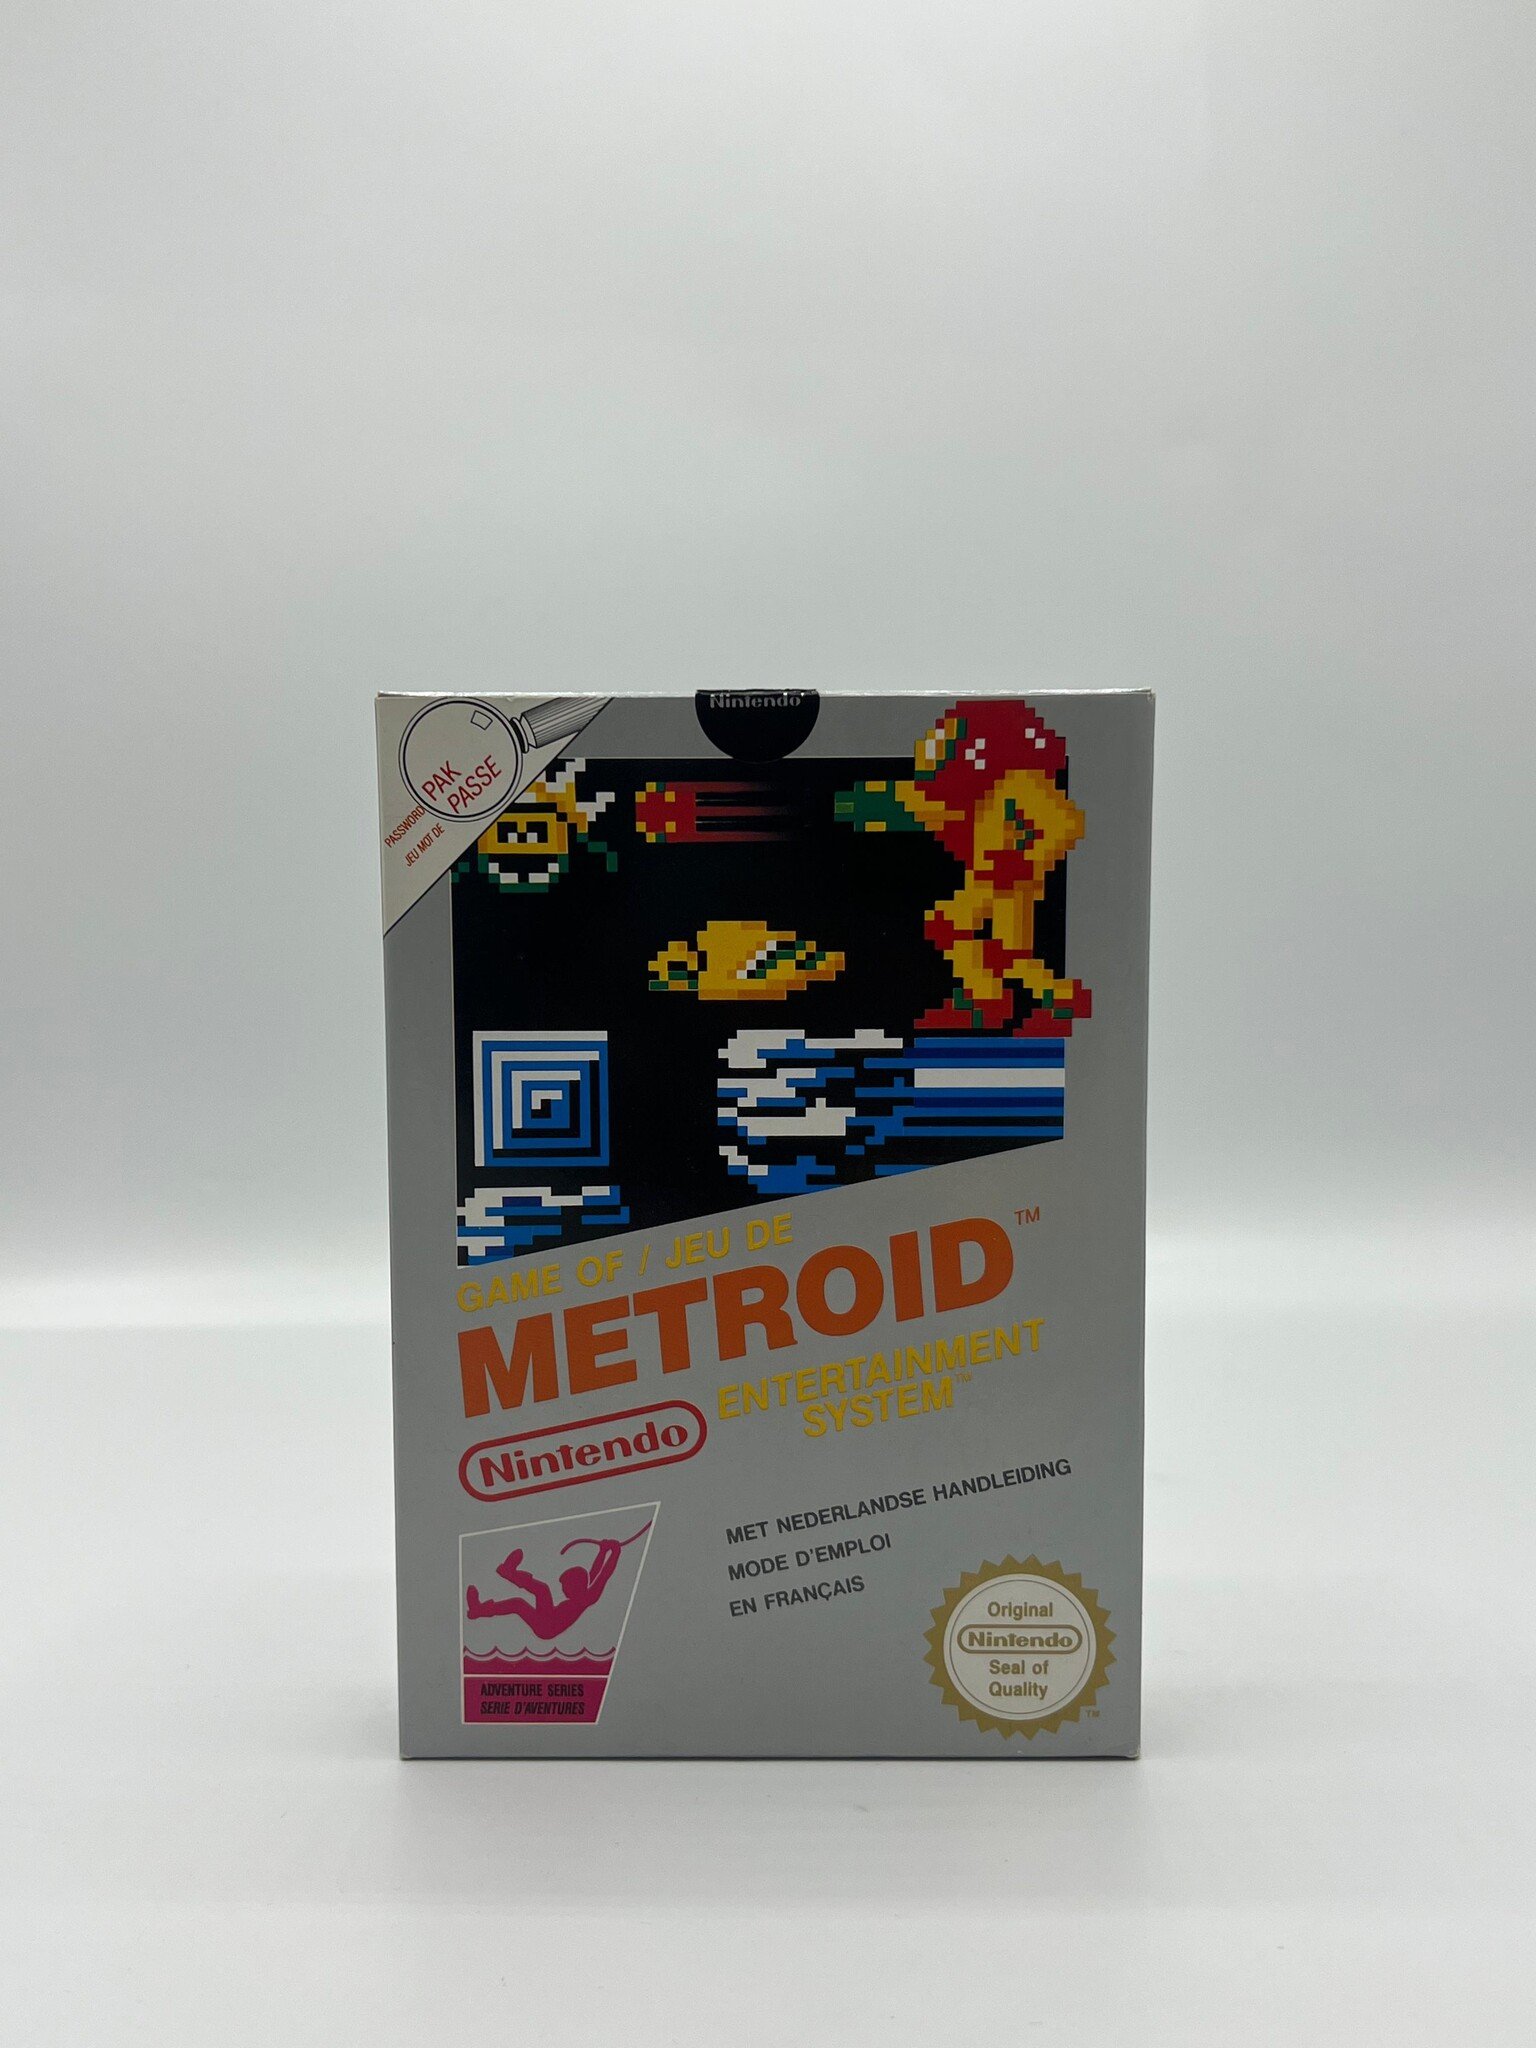 Nintendo
PAK
PASSE
PASSWORD
JEU MOT DE
GAME OF / JEU DE
METROID™
Nintendo
ENTERTAINMENT
SYSTEM™
MET NEDERLANDSE HANDLEIDING
MODE D'EMPLOI
EN FRANÇAIS
ADVENTURE SERIES
SERIE D'AVENTURES
Original
Nintendo
Seal of
Quality
TM